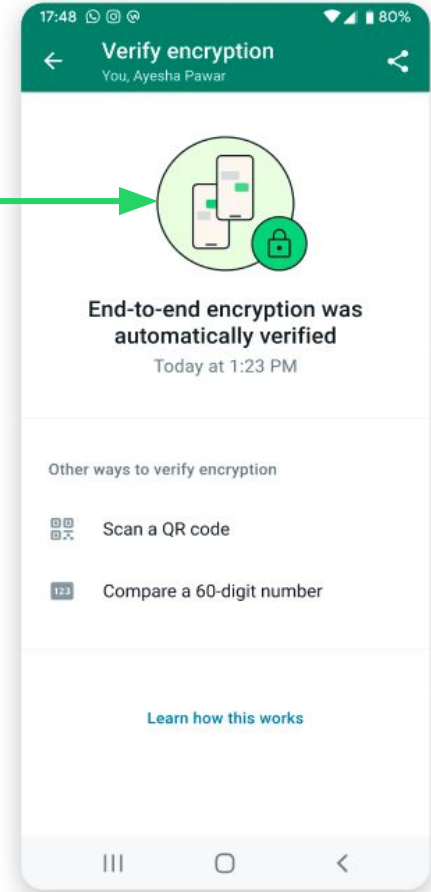 17:48 80%
Verify encryption
You, Ayesha Pawar
End-to-end encryption was
automatically verified
Today at 1:23 PM
Other ways to verify encryption
Scan a QR code
123 Compare a 60-digit number
Learn how this works